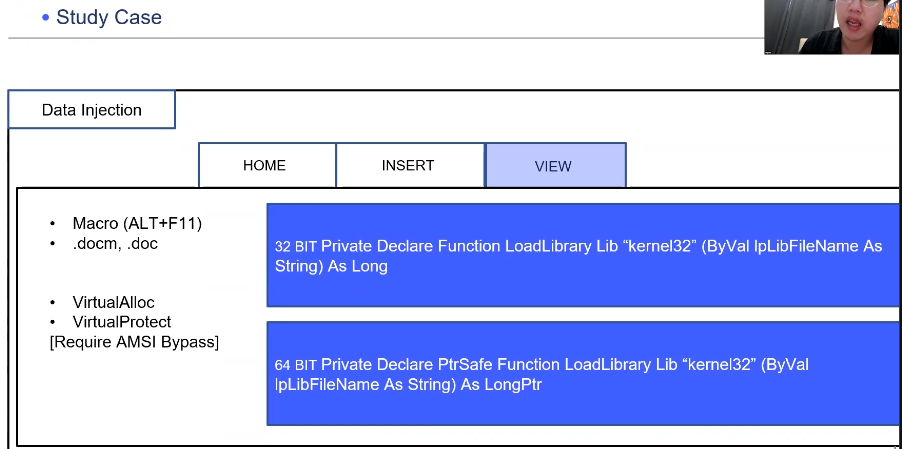 Study Case
Data Injection
HOME
INSERT
VIEW
Macro (ALT+F11)
.docm, .doc
VirtualAlloc
VirtualProtect
[Require AMSI Bypass]
32 BIT Private Declare Function LoadLibrary Lib “kernel32” (ByVal lpLibFileName As
String) As Long
64 BIT Private Declare PtrSafe Function LoadLibrary Lib “kernel32” (ByVal
lpLibFileName As String) As LongPtr